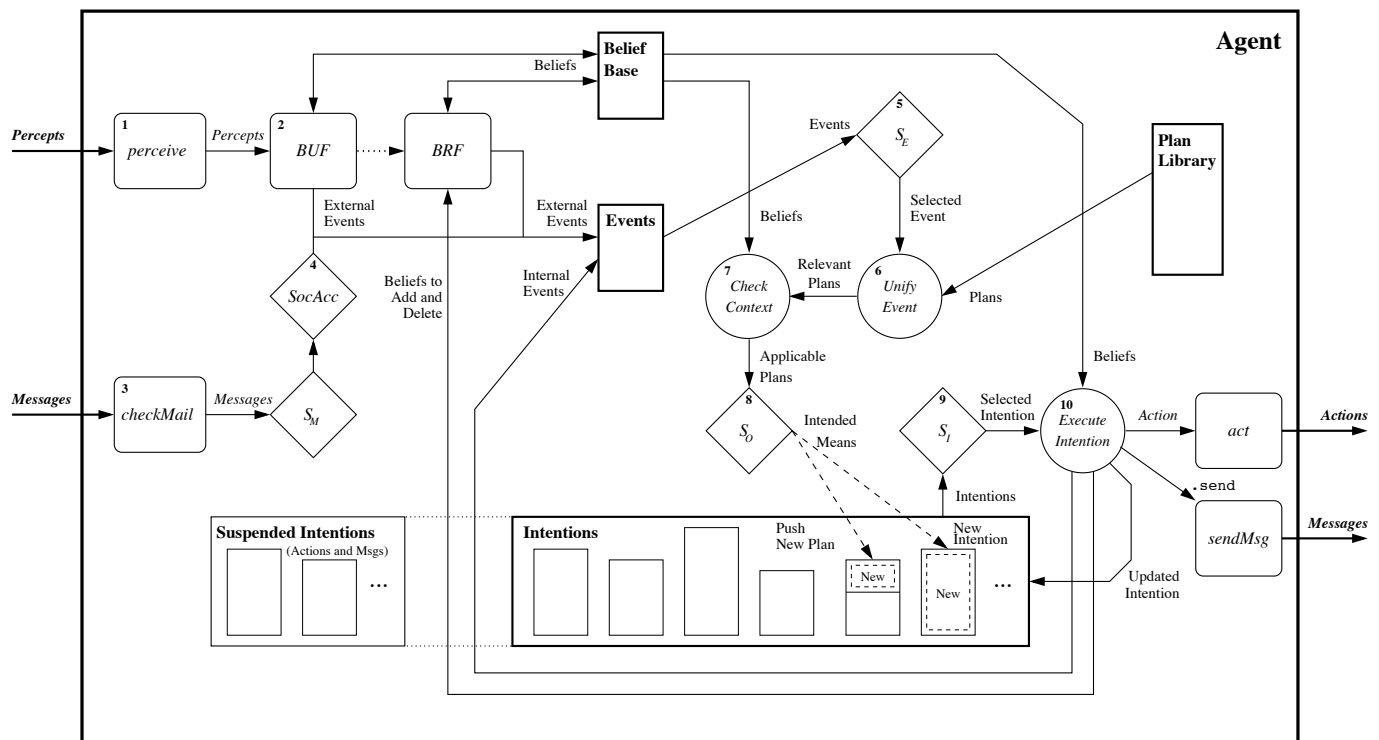 Agent
Belief
Base
Beliefs
5
Percepts
1
perceive
Percepts
2
BUF
BRF
Events
S_E
Plan
Library
External
Events
External
Events
Events
Beliefs
Selected
Event
4
SocAcc
Beliefs to
Add and
Delete
Internal
Events
7
Check
Context
Relevant
Plans
6
Unify
Event
Plans
Applicable
Plans
Beliefs
Messages
3
checkMail
Messages
S_M
8
S_O
Intended
Means
9
S_I
Selected
Intention
10
Execute
Intention
Action
act
Actions
.send
Intentions
Suspended Intentions
(Actions and Msgs)
...
Intentions
Push
New Plan
New
Intention
New
New
...
sendMsg
Messages
Updated
Intention